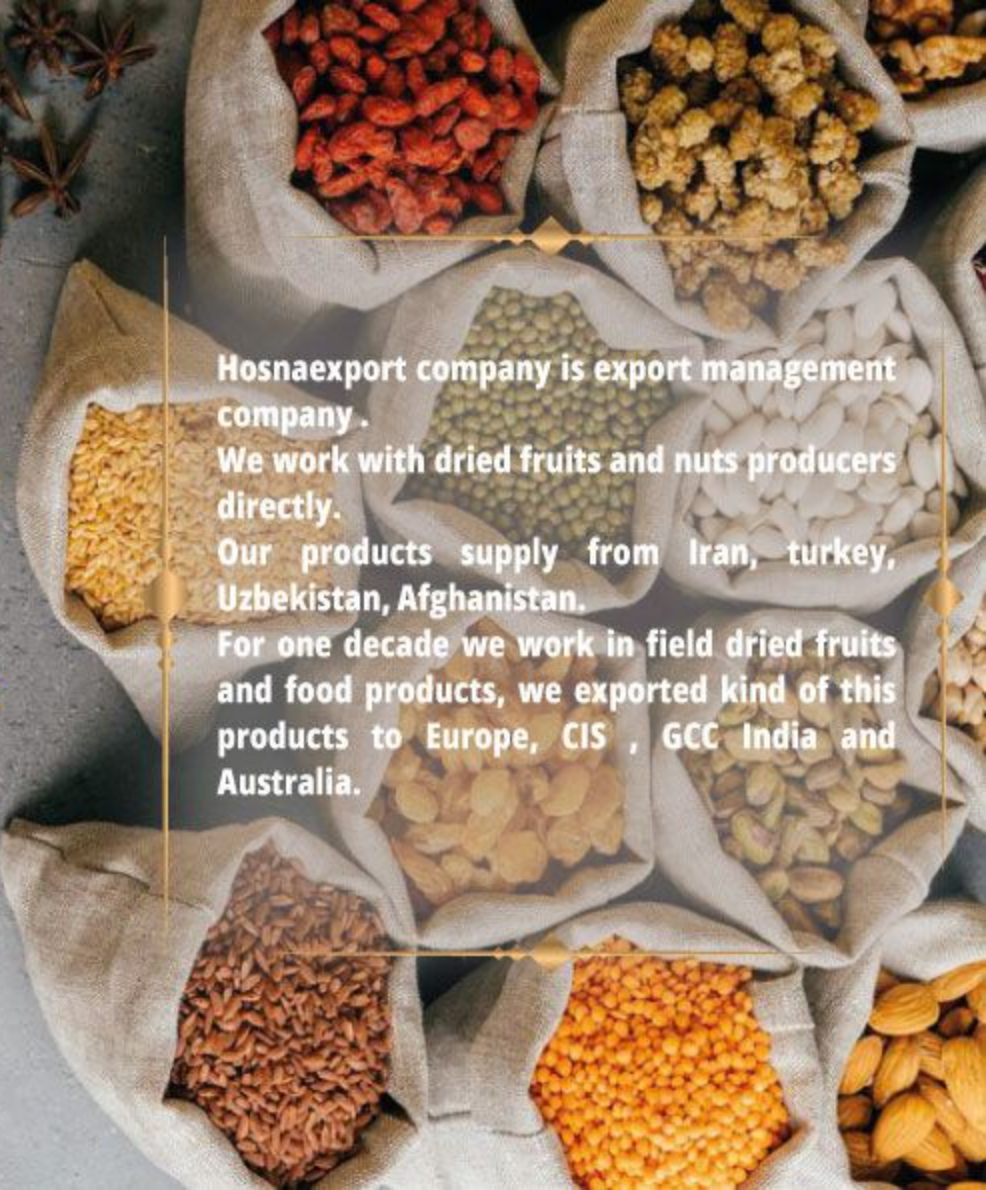 Hosnaexport company is export management
company .
We work with dried fruits and nuts producers
directly.
Our products supply from Iran, turkey,
Uzbekistan, Afghanistan.
For one decade we work in field dried fruits
and food products, we exported kind of this
products to Europe, CIS , GCC India and
Australia.